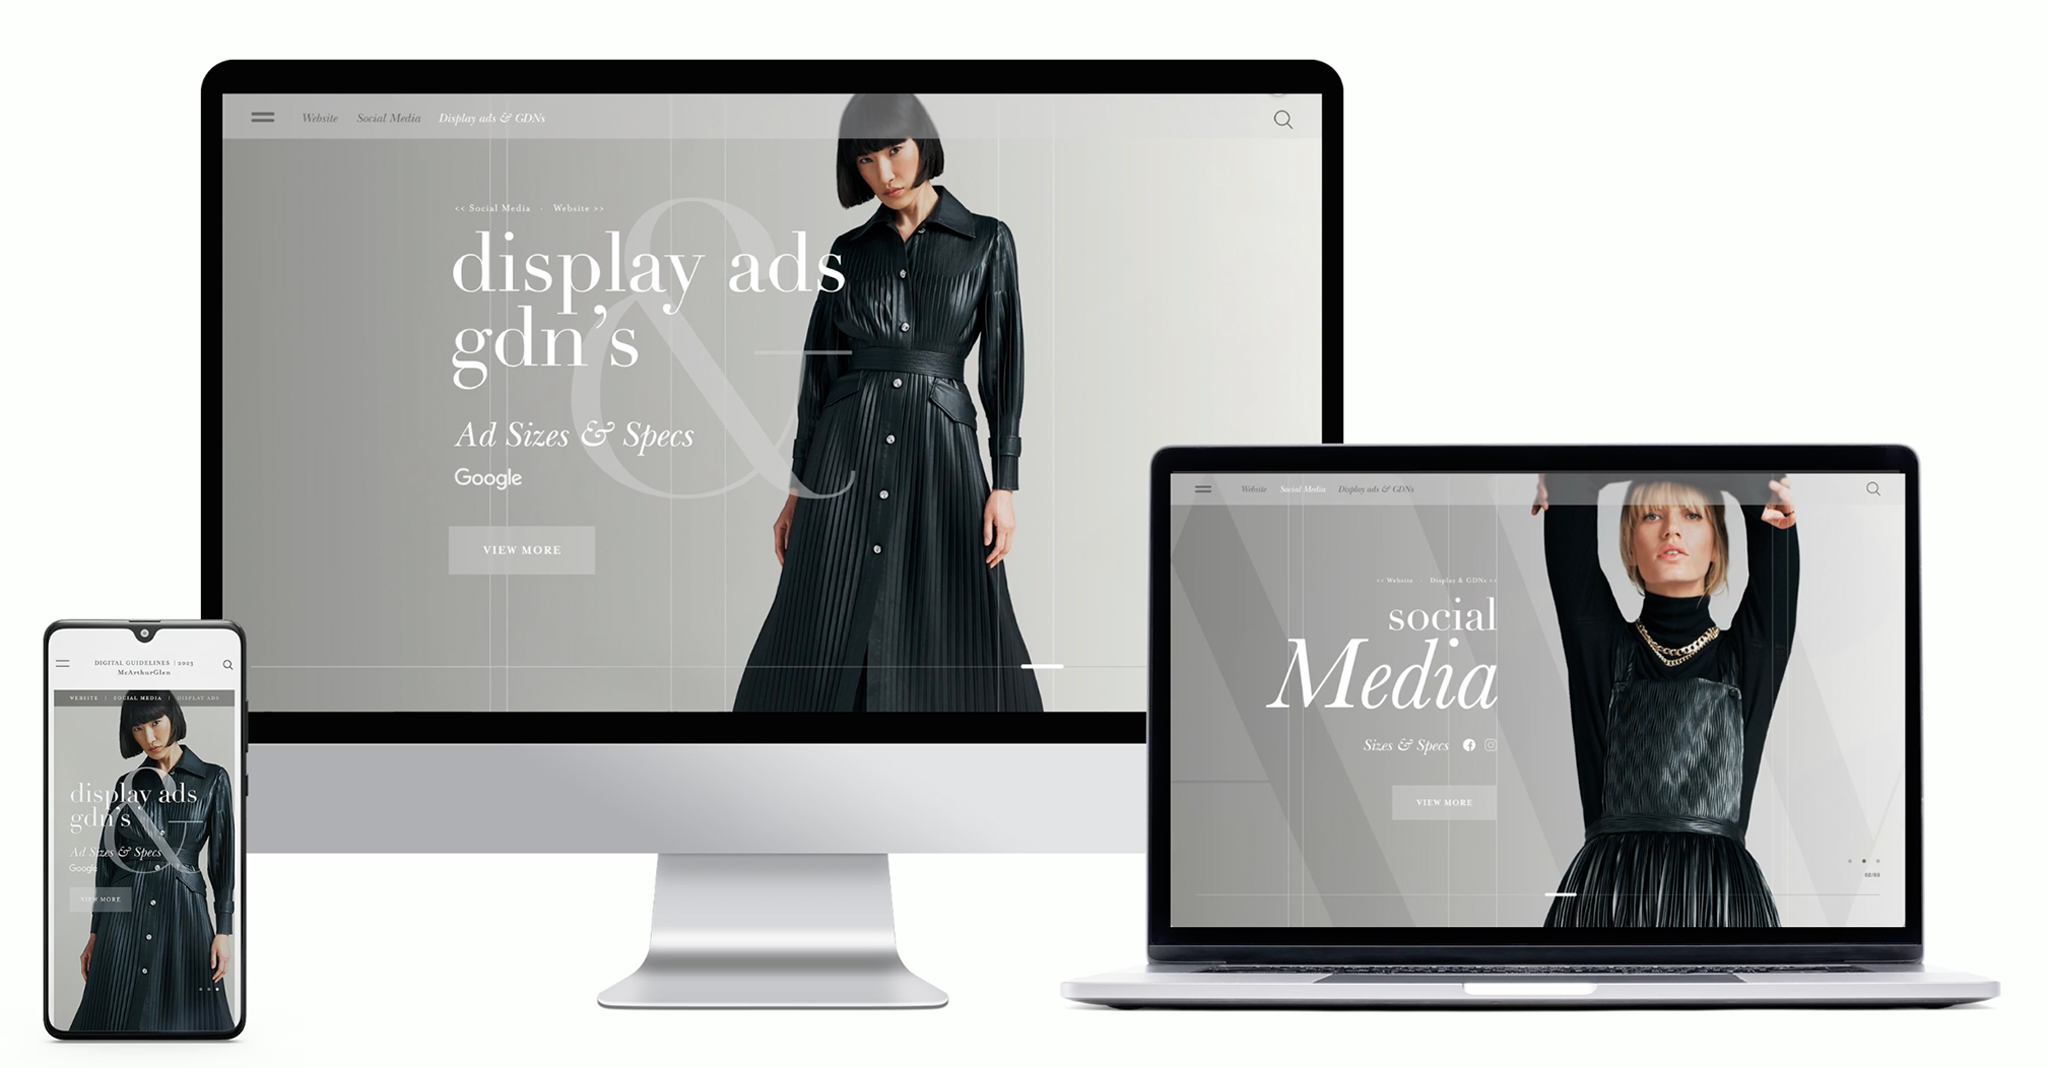 Website Social Media Display ads & GDNs
<< Social Media · Website >>
display ads
&
gdn's
Ad Sizes & Specs
Google
VIEW MORE
Website Social Media Display ads & GDNs
<< Website · Display & GDNs >>
social
Media
Sizes & Specs
VIEW MORE
DIGITAL GUIDELINES | 2023
McArthurGlen
WEBSITE | SOCIAL MEDIA | DISPLAY ADS
display ads
&
gdn's
Ad Sizes & Specs
Google
VIEW MORE